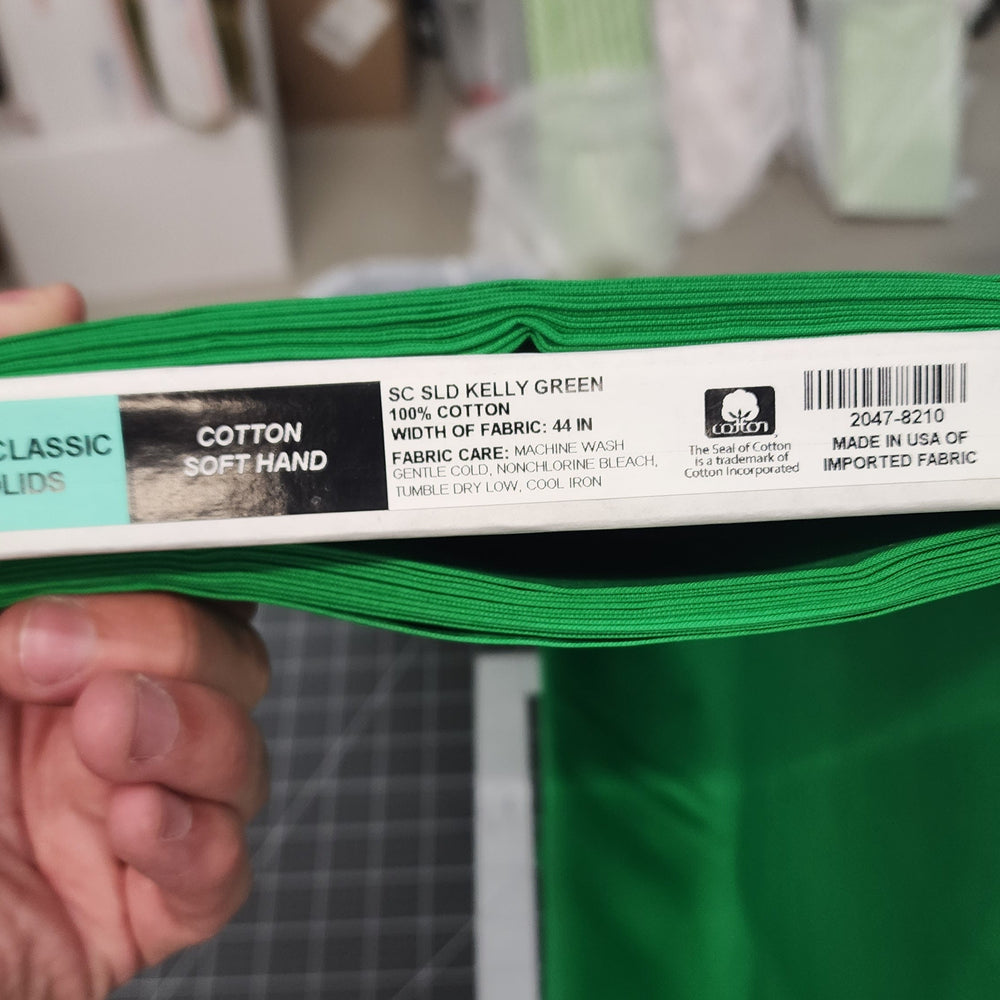 CLASSIC
COTTON
SOFT HAND
SC SLD KELLY GREEN
100% COTTON
WIDTH OF FABRIC: 44 IN
FABRIC CARE: MACHINE WASH
GENTLE COLD, NONCHLORINE BLEACH,
TUMBLE DRY LOW, COOL IRON
cotton
The Seal of Cotton
is a trademark of
Cotton Incorporated
2047-8210
MADE IN USA OF
IMPORTED FABRIC